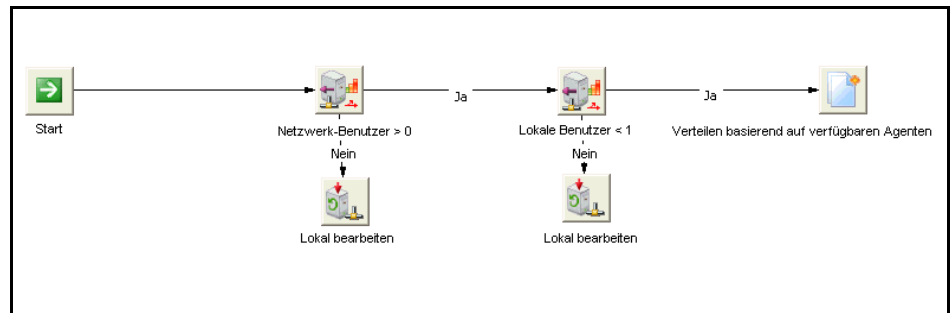 Start
Netzwerk-Benutzer > 0
Ja
Lokale Benutzer < 1
Ja
Verteilen basierend auf verfügbaren Agenten
Nein
Nein
Lokal bearbeiten
Lokal bearbeiten